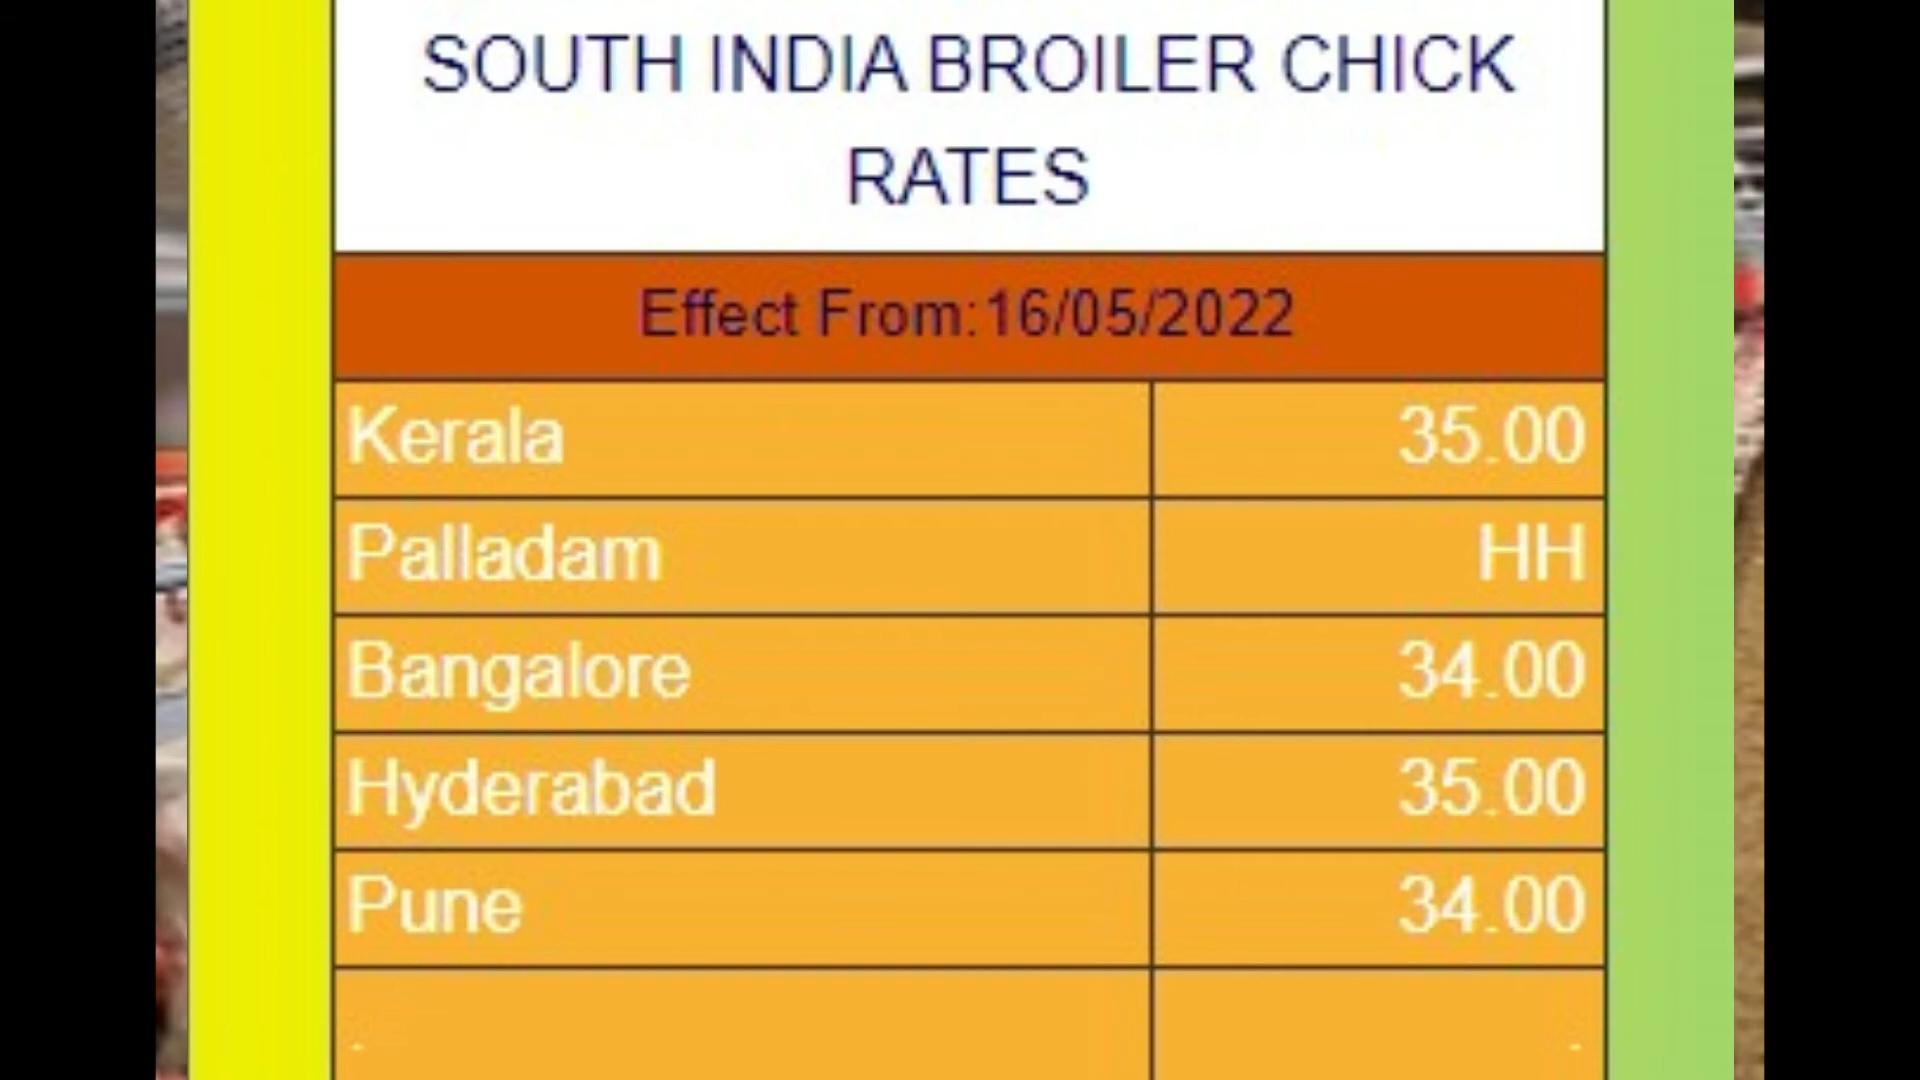 SOUTH INDIA BROILER CHICK
RATES
Effect From:16/05/2022
Kerala 35.00
Palladam HH
Bangalore 34.00
Hyderabad 35.00
Pune 34.00
. -